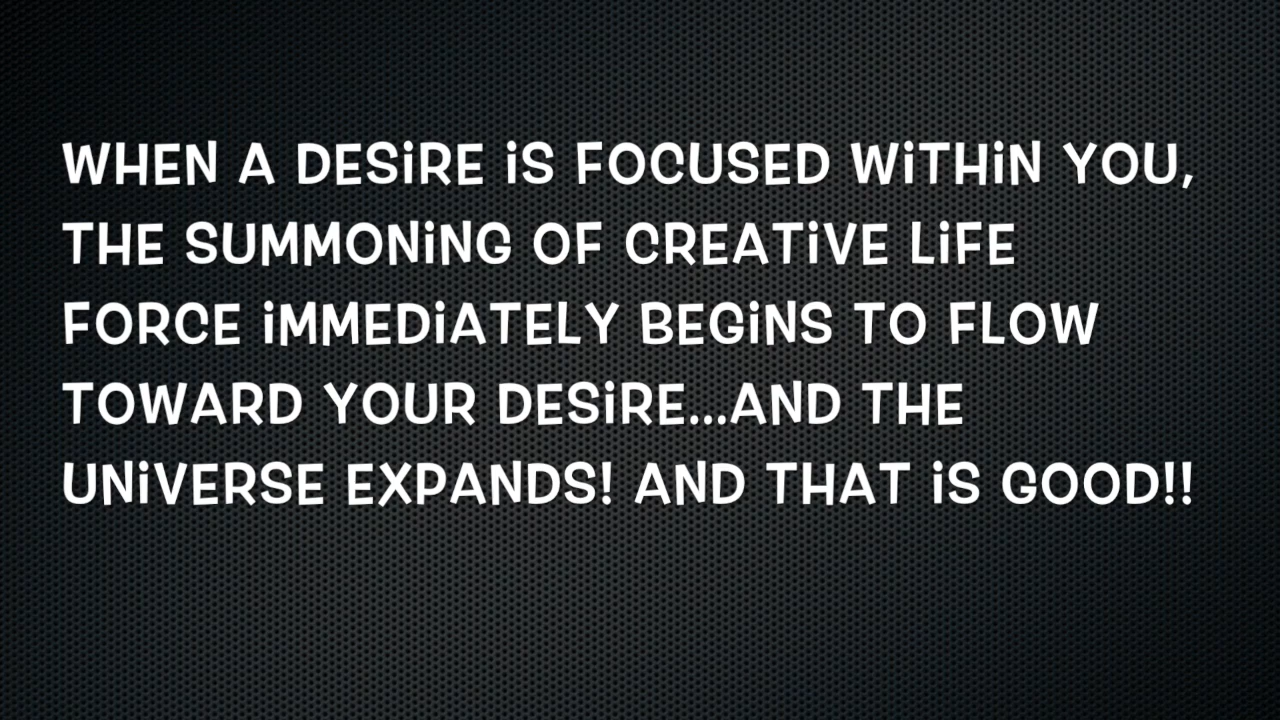 WHEN A DESiRE iS FOCUSED WiTHiN YOU,
THE SUMMONiNG OF CREATiVE LiFE
FORCE iMMEDiATELY BEGiNS TO FLOW
TOWARD YOUR DESiRE...AND THE
UNiVERSE EXPANDS! AND THAT iS GOOD!!